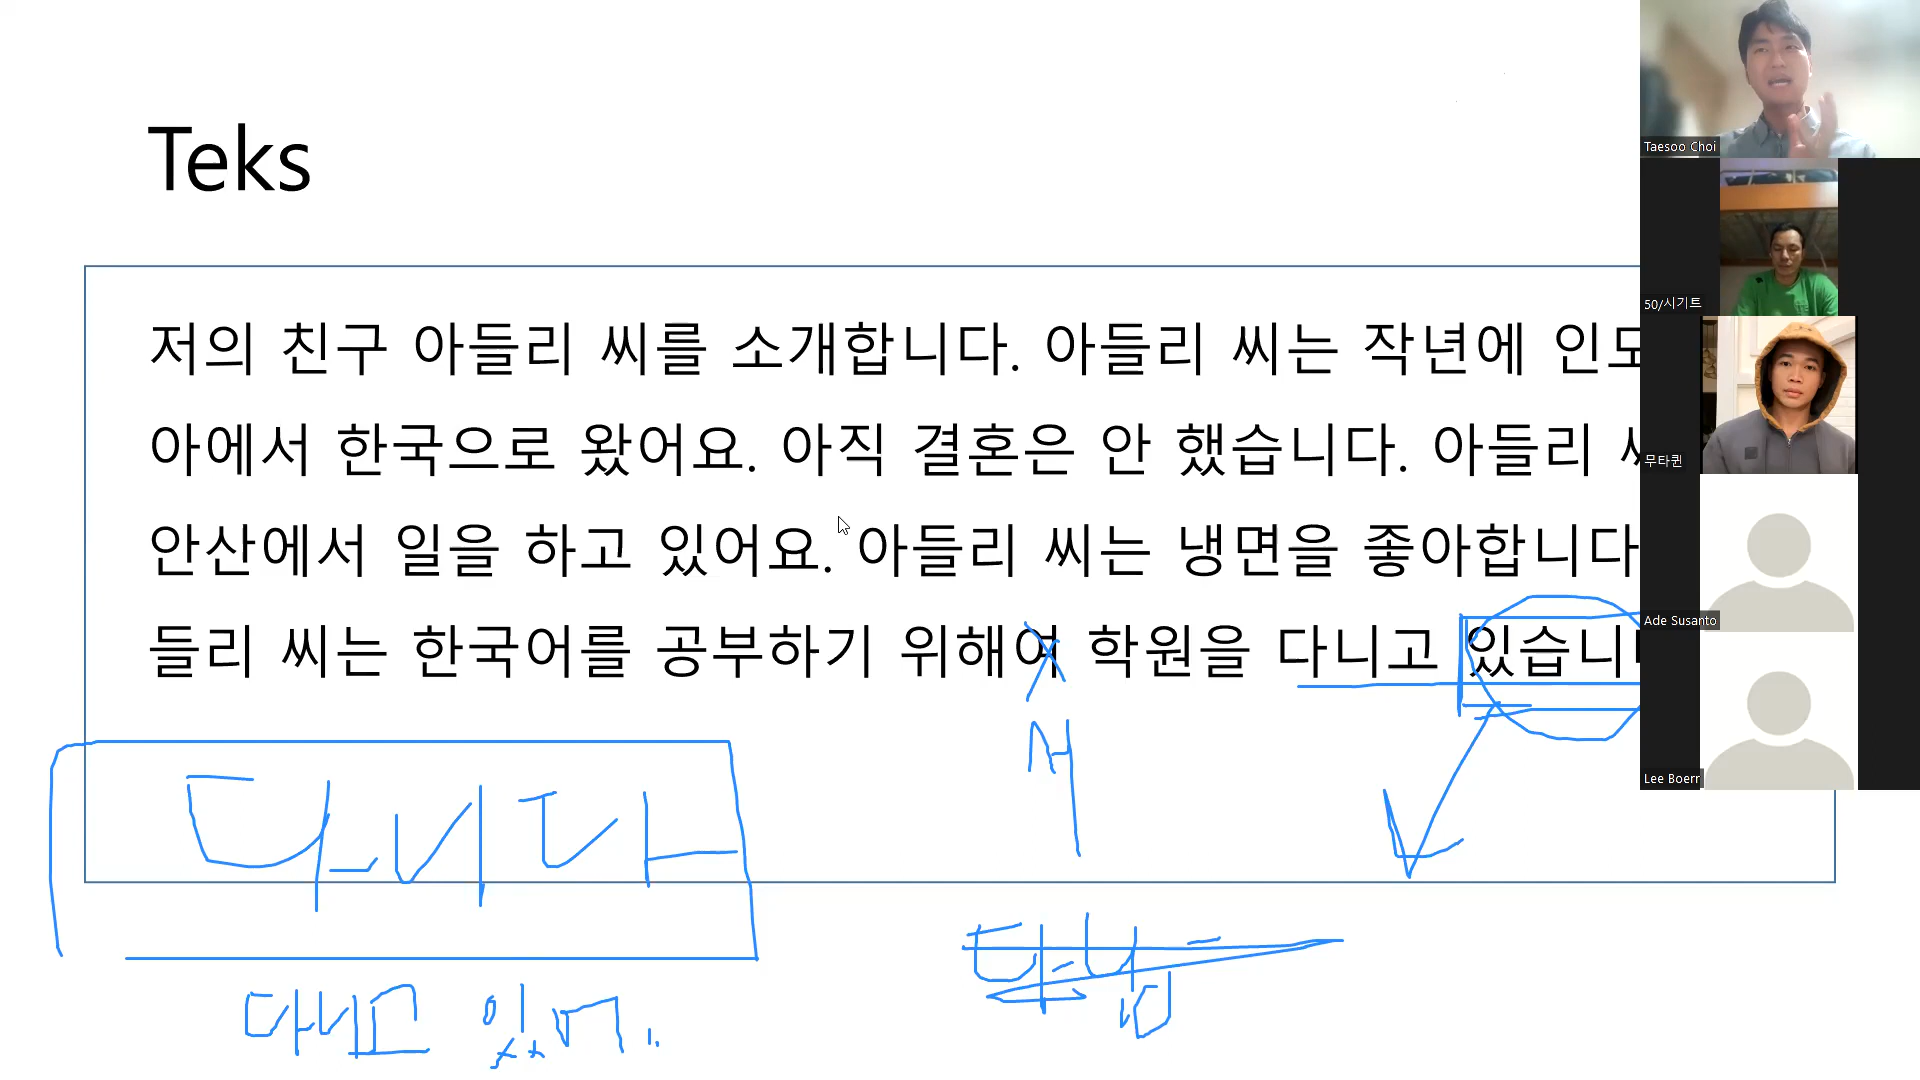 Teks
저의 친구 아들리 씨를 소개합니다. 아들리 씨는 작년에 인도
아에서 한국으로 왔어요. 아직 결혼은 안 했습니다. 아들리
안산에서 일을 하고 있어요. 아들리 씨는 냉면을 좋아합니다
들리 씨는 한국어를 공부하기 위해여 학원을 다니고 있습니
다니다
다니고
Taesoo Choi
50/시기트
무타퀸
Ade Susanto
Lee Boerr